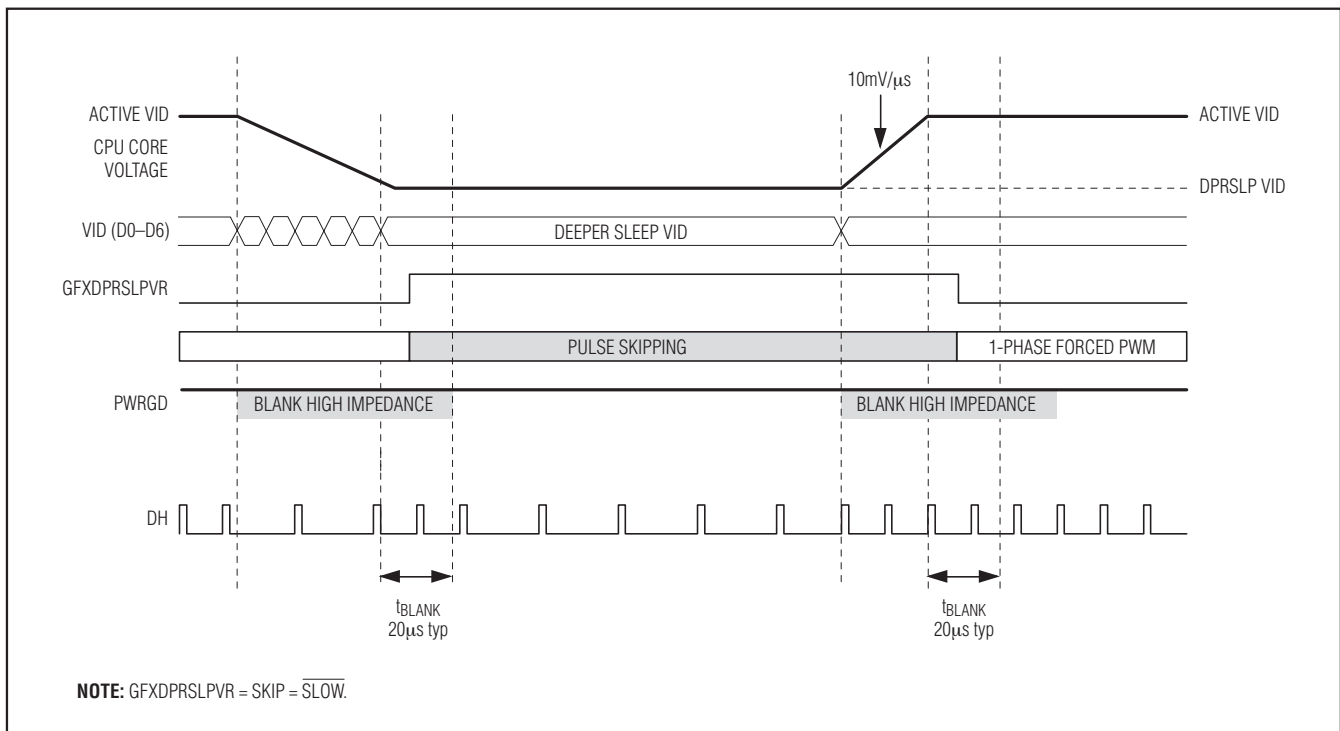 10mV/μs
ACTIVE VID
ACTIVE VID
CPU CORE
VOLTAGE
DPRSLP VID
VID (D0–D6)
DEEPER SLEEP VID
GFXDPRSLPVR
PULSE SKIPPING
1-PHASE FORCED PWM
PWRGD
BLANK HIGH IMPEDANCE
BLANK HIGH IMPEDANCE
DH
tBLANK
20μs typ
tBLANK
20μs typ
NOTE: GFXDPRSLPVR = SKIP = S̅L̅O̅W̅.